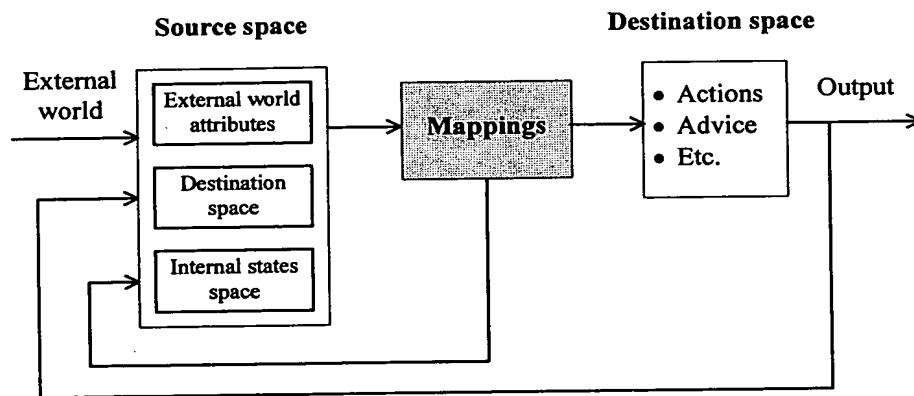 Source space
Destination space
External
world
External world
attributes
Destination
space
Internal states
space
Mappings
• Actions
• Advice
• Etc.
Output